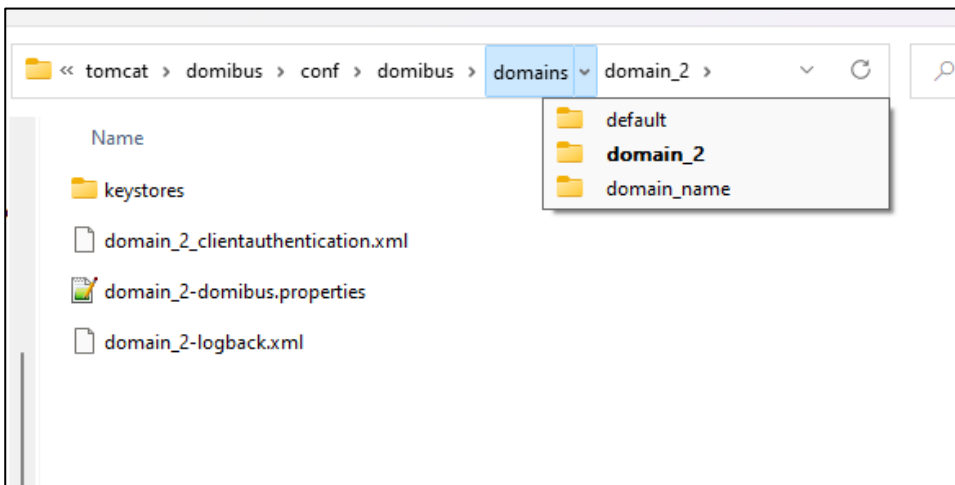 « tomcat > domibus > conf > domibus > domains domain_2 >
default
domain_2
domain_name
Name
keystores
domain_2_clientauthentication.xml
domain_2-domibus.properties
domain_2-logback.xml